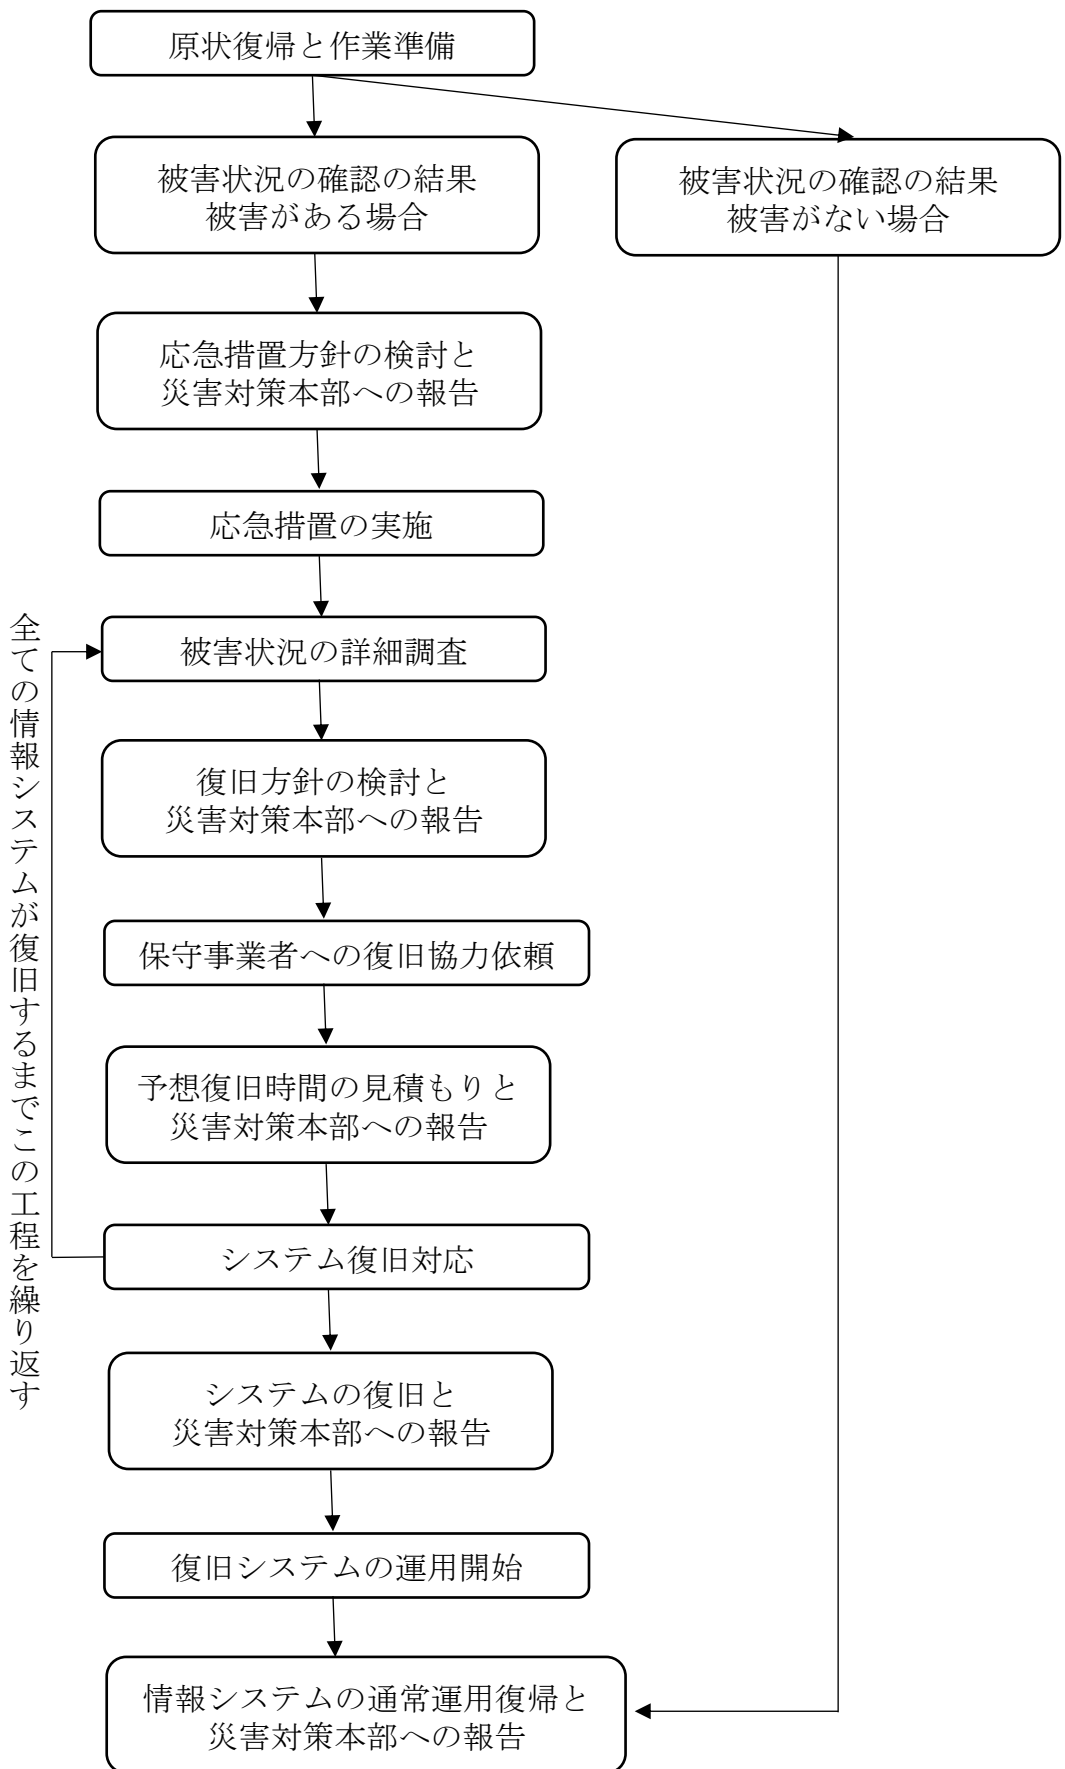 原状復帰と作業準備
被害状況の確認の結果
被害がある場合
被害状況の確認の結果
被害がない場合
応急措置方針の検討と
災害対策本部への報告
応急措置の実施
被害状況の詳細調査
復旧方針の検討と
災害対策本部への報告
保守事業者への復旧協力依頼
予想復旧時間の見積もりと
災害対策本部への報告
システム復旧対応
システムの復旧と
災害対策本部への報告
復旧システムの運用開始
情報システムの通常運用復帰と
災害対策本部への報告
全ての情報システムが復旧するまでこの工程を繰り返す